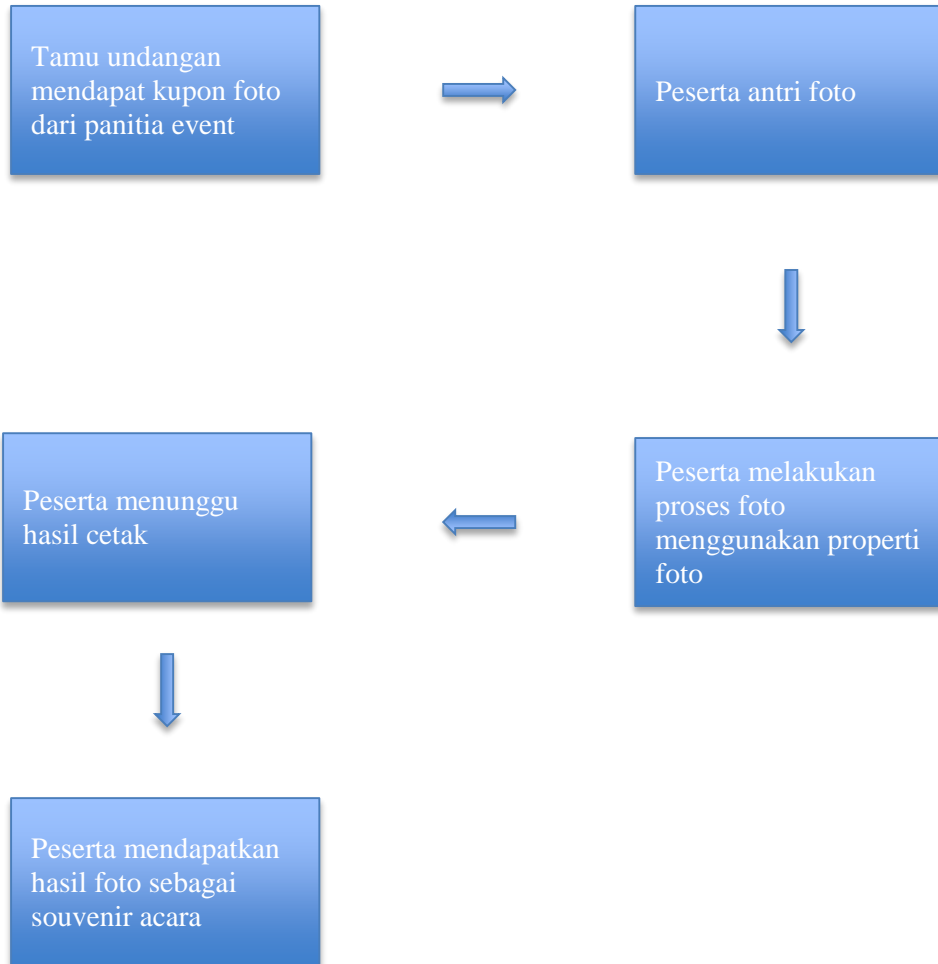 Tamu undangan
mendapat kupon foto
dari panitia event
Peserta antri foto
Peserta melakukan
proses foto
menggunakan properti
foto
Peserta menunggu
hasil cetak
Peserta mendapatkan
hasil foto sebagai
souvenir acara